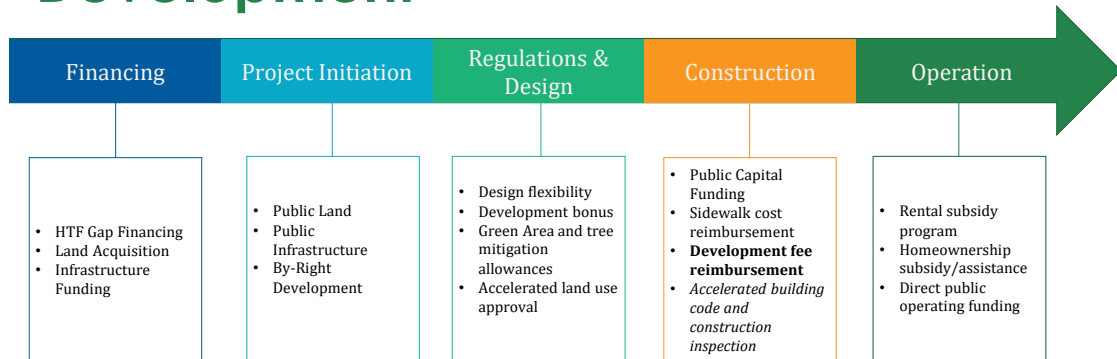 Development
Financing
Project Initiation
Regulations &
Design
Construction
Operation
• HTF Gap Financing
• Land Acquisition
• Infrastructure
Funding
• Public Land
• Public
Infrastructure
• By-Right
Development
• Design flexibility
• Development bonus
• Green Area and tree
mitigation
allowances
• Accelerated land use
approval
• Public Capital
Funding
• Sidewalk cost
reimbursement
• Development fee
reimbursement
• Accelerated building
code and
construction
inspection
• Rental subsidy
program
• Homeownership
subsidy/assistance
• Direct public
operating funding